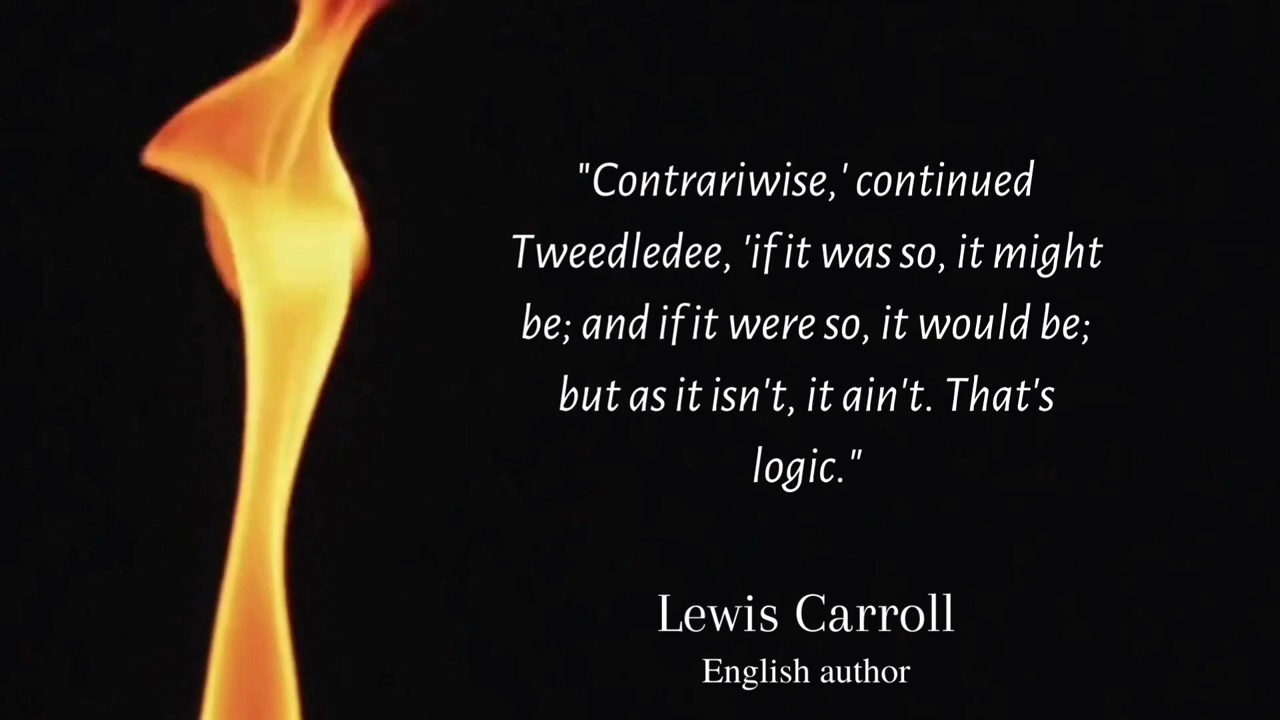 "Contrariwise,' continued
Tweedledee, 'if it was so, it might
be; and if it were so, it would be;
but as it isn't, it ain't. That's
logic."
Lewis Carroll
English author